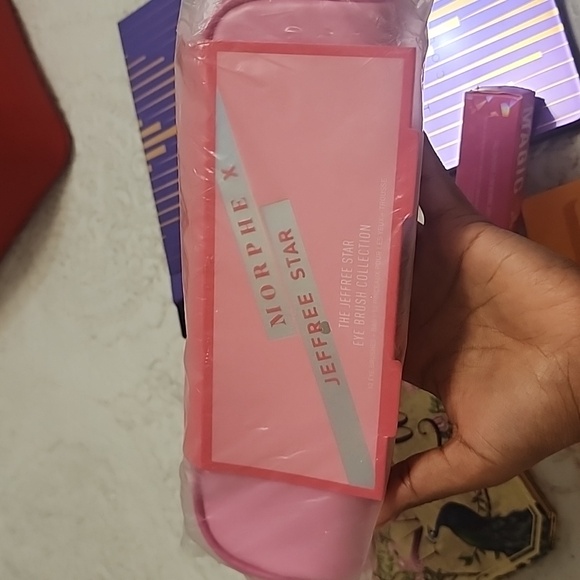 MORPHE X
JEFFREE STAR
THE JEFFREE STAR
EYE BRUSH COLLECTION